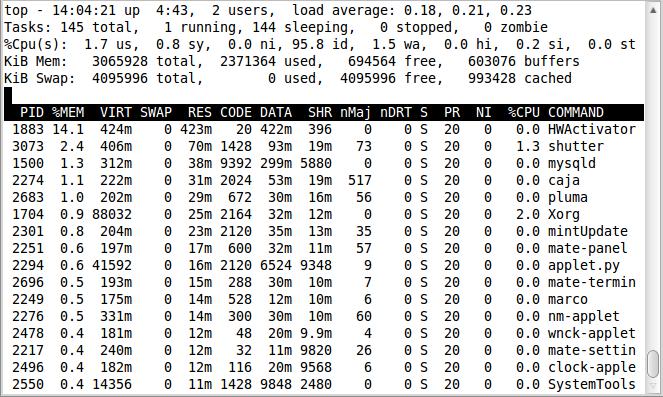 top - 14:04:21 up  4:43,  2 users,  load average: 0.18, 0.21, 0.23
Tasks: 145 total,   1 running, 144 sleeping,   0 stopped,   0 zombie
%Cpu(s):  1.7 us,  0.8 sy,  0.0 ni, 95.8 id,  1.5 wa,  0.0 hi,  0.2 si,  0.0 st
KiB Mem:   3065928 total,  2371364 used,   694564 free,   603076 buffers
KiB Swap:  4095996 total,        0 used,  4095996 free,   993428 cached
PID %MEM  VIRT SWAP  RES CODE DATA  SHR nMaj nDRT S  PR  NI  %CPU COMMAND
1883 14.1  424m    0 423m   20 422m  396    0    0 S  20   0   0.0 HWActivator
3073  2.4  406m    0  70m 1428  93m  19m   73    0 S  20   0   1.3 shutter
1500  1.3  312m    0  38m 9392 299m 5880    0    0 S  20   0   0.0 mysqld
2274  1.1  222m    0  31m 2024  53m  19m  517    0 S  20   0   0.0 caja
2683  1.0  202m    0  29m  672  30m  16m   56    0 S  20   0   0.0 pluma
1704  0.9 88032    0  25m 2164  32m  12m    0    0 S  20   0   2.0 Xorg
2301  0.8  204m    0  23m 2120  35m  13m   35    0 S  20   0   0.0 mintUpdate
2251  0.6  197m    0  17m  600  32m  11m   57    0 S  20   0   0.0 mate-panel
2294  0.6 41592    0  16m 2120 6524 9348    9    0 S  20   0   0.0 applet.py
2696  0.5  193m    0  15m  288  30m  10m    7    0 S  20   0   0.0 mate-termin
2249  0.5  175m    0  14m  528  12m  10m    6    0 S  20   0   0.0 marco
2276  0.5  331m    0  14m  300  30m  10m   60    0 S  20   0   0.0 nm-applet
2478  0.4  181m    0  12m   48  20m 9.9m    4    0 S  20   0   0.0 wnck-applet
2217  0.4  240m    0  12m   32  11m 9820   26    0 S  20   0   0.0 mate-settin
2496  0.4  182m    0  12m  116  20m 9568    6    0 S  20   0   0.0 clock-apple
2550  0.4 14356    0  11m 1428 9848 2480    0    0 S  20   0   0.0 SystemTools